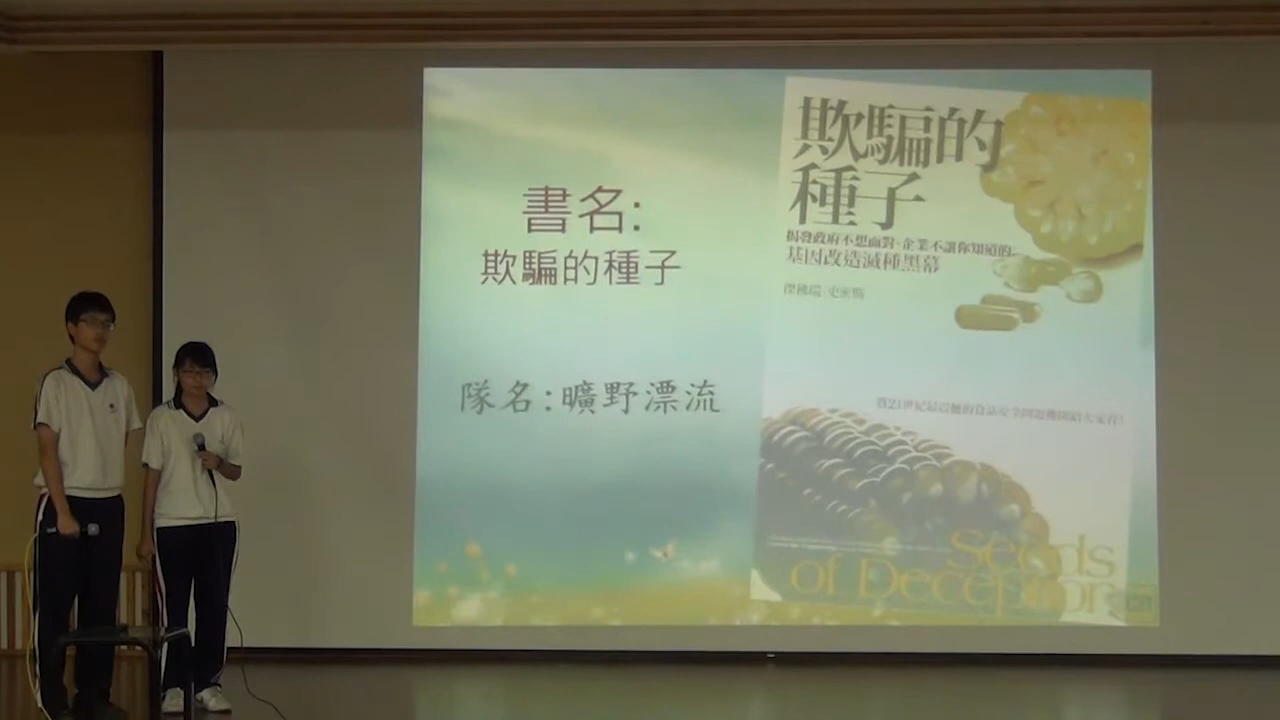 書名:
欺騙的種子
隊名:曠野漂流
欺騙的
種子
揭發政府不想面對、企業不讓你知道的
基因改造滅種黑幕
傑佛瑞·史密斯
Seeds
of Deception